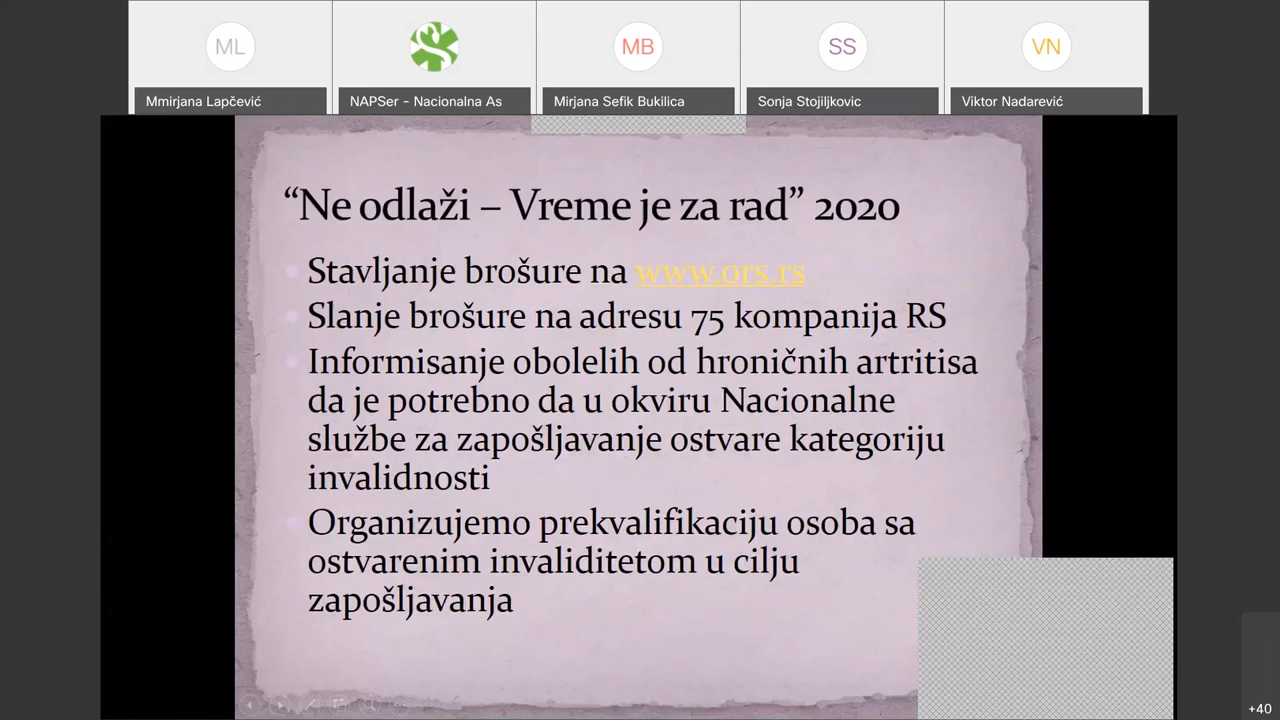 ML
MB
SS
VN
Mmirjana Lapčević
NAPSer - Nacionalna As
Mirjana Sefik Bukilica
Sonja Stojiljkovic
Viktor Nadarević
“Ne odlaži – Vreme je za rad” 2020
Stavljanje brošure na www.ors.rs
Slanje brošure na adresu 75 kompanija RS
Informisanje obolelih od hroničnih artritisa
da je potrebno da u okviru Nacionalne
službe za zapošljavanje ostvare kategoriju
invalidnosti
Organizujemo prekvalifikaciju osoba sa
ostvarenim invaliditetom u cilju
zapošljavanja
+40